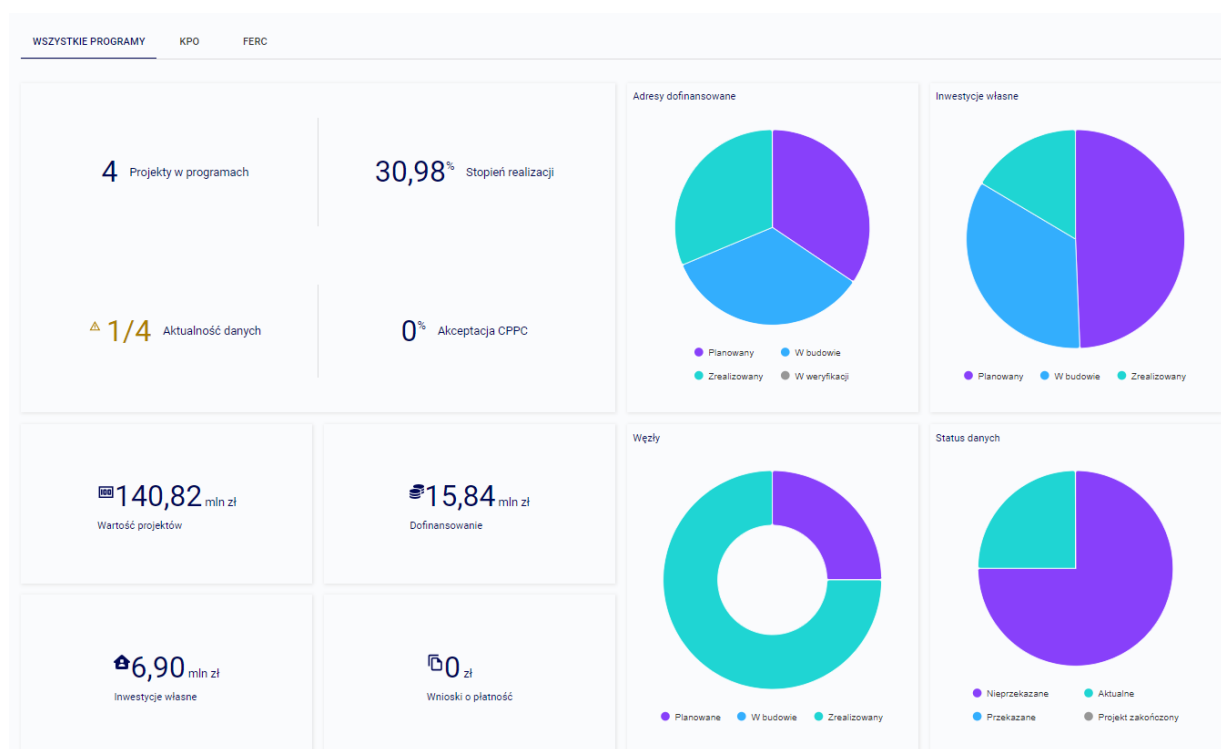 WSZYSTKIE PROGRAMY KPO FERC
4 Projekty w programach
30,98% Stopień realizacji
1/4 Aktualność danych
0% Akceptacja CPPC
Adresy dofinansowane
Planowany W budowie
Zrealizowany W weryfikacji
Inwestycje własne
Planowany W budowie Zrealizowany
100 140,82 mln zł
Wartość projektów
15,84 mln zł
Dofinansowanie
6,90 mln zł
Inwestycje własne
0 zł
Wnioski o płatność
Węzły
Planowane W budowie Zrealizowany
Status danych
Nieprzekazane Aktualne
Przekazane Projekt zakończony